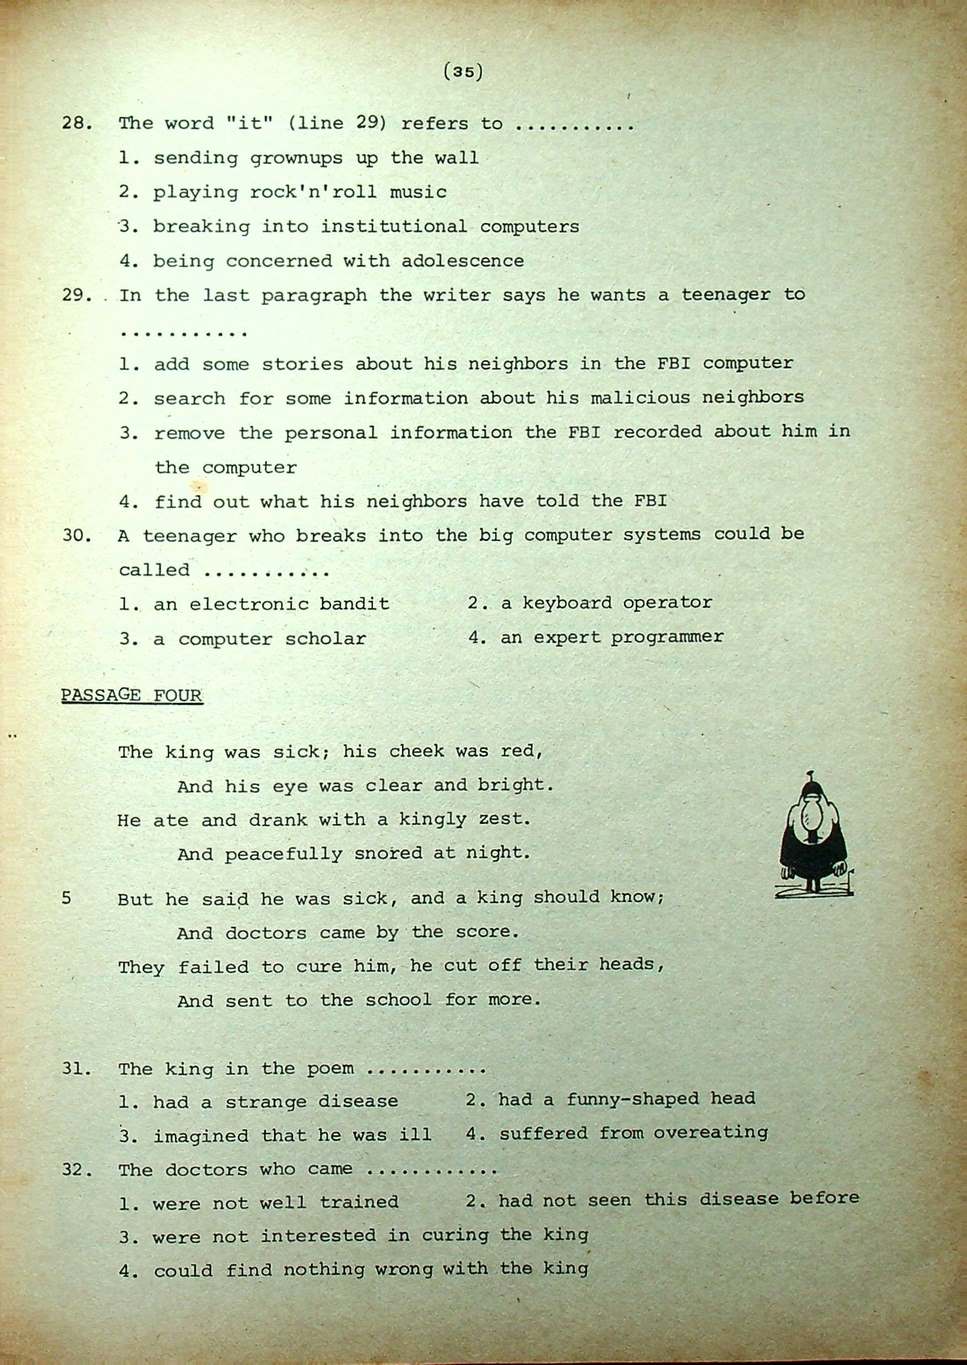 (35)
28. The word "it" (line 29) refers to ...........
1. sending grownups up the wall
2. playing rock'n'roll music
3. breaking into institutional computers
4. being concerned with adolescence
29. In the last paragraph the writer says he wants a teenager to
...........
1. add some stories about his neighbors in the FBI computer
2. search for some information about his malicious neighbors
3. remove the personal information the FBI recorded about him in
the computer
4. find out what his neighbors have told the FBI
30. A teenager who breaks into the big computer systems could be
called ...........
1. an electronic bandit 2. a keyboard operator
3. a computer scholar 4. an expert programmer
PASSAGE FOUR
The king was sick; his cheek was red,
And his eye was clear and bright.
He ate and drank with a kingly zest.
And peacefully snored at night.
5 But he said he was sick, and a king should know;
And doctors came by the score.
They failed to cure him, he cut off their heads,
And sent to the school for more.
31. The king in the poem ...........
1. had a strange disease 2. had a funny-shaped head
3. imagined that he was ill 4. suffered from overeating
32. The doctors who came ............
1. were not well trained 2. had not seen this disease before
3. were not interested in curing the king
4. could find nothing wrong with the king